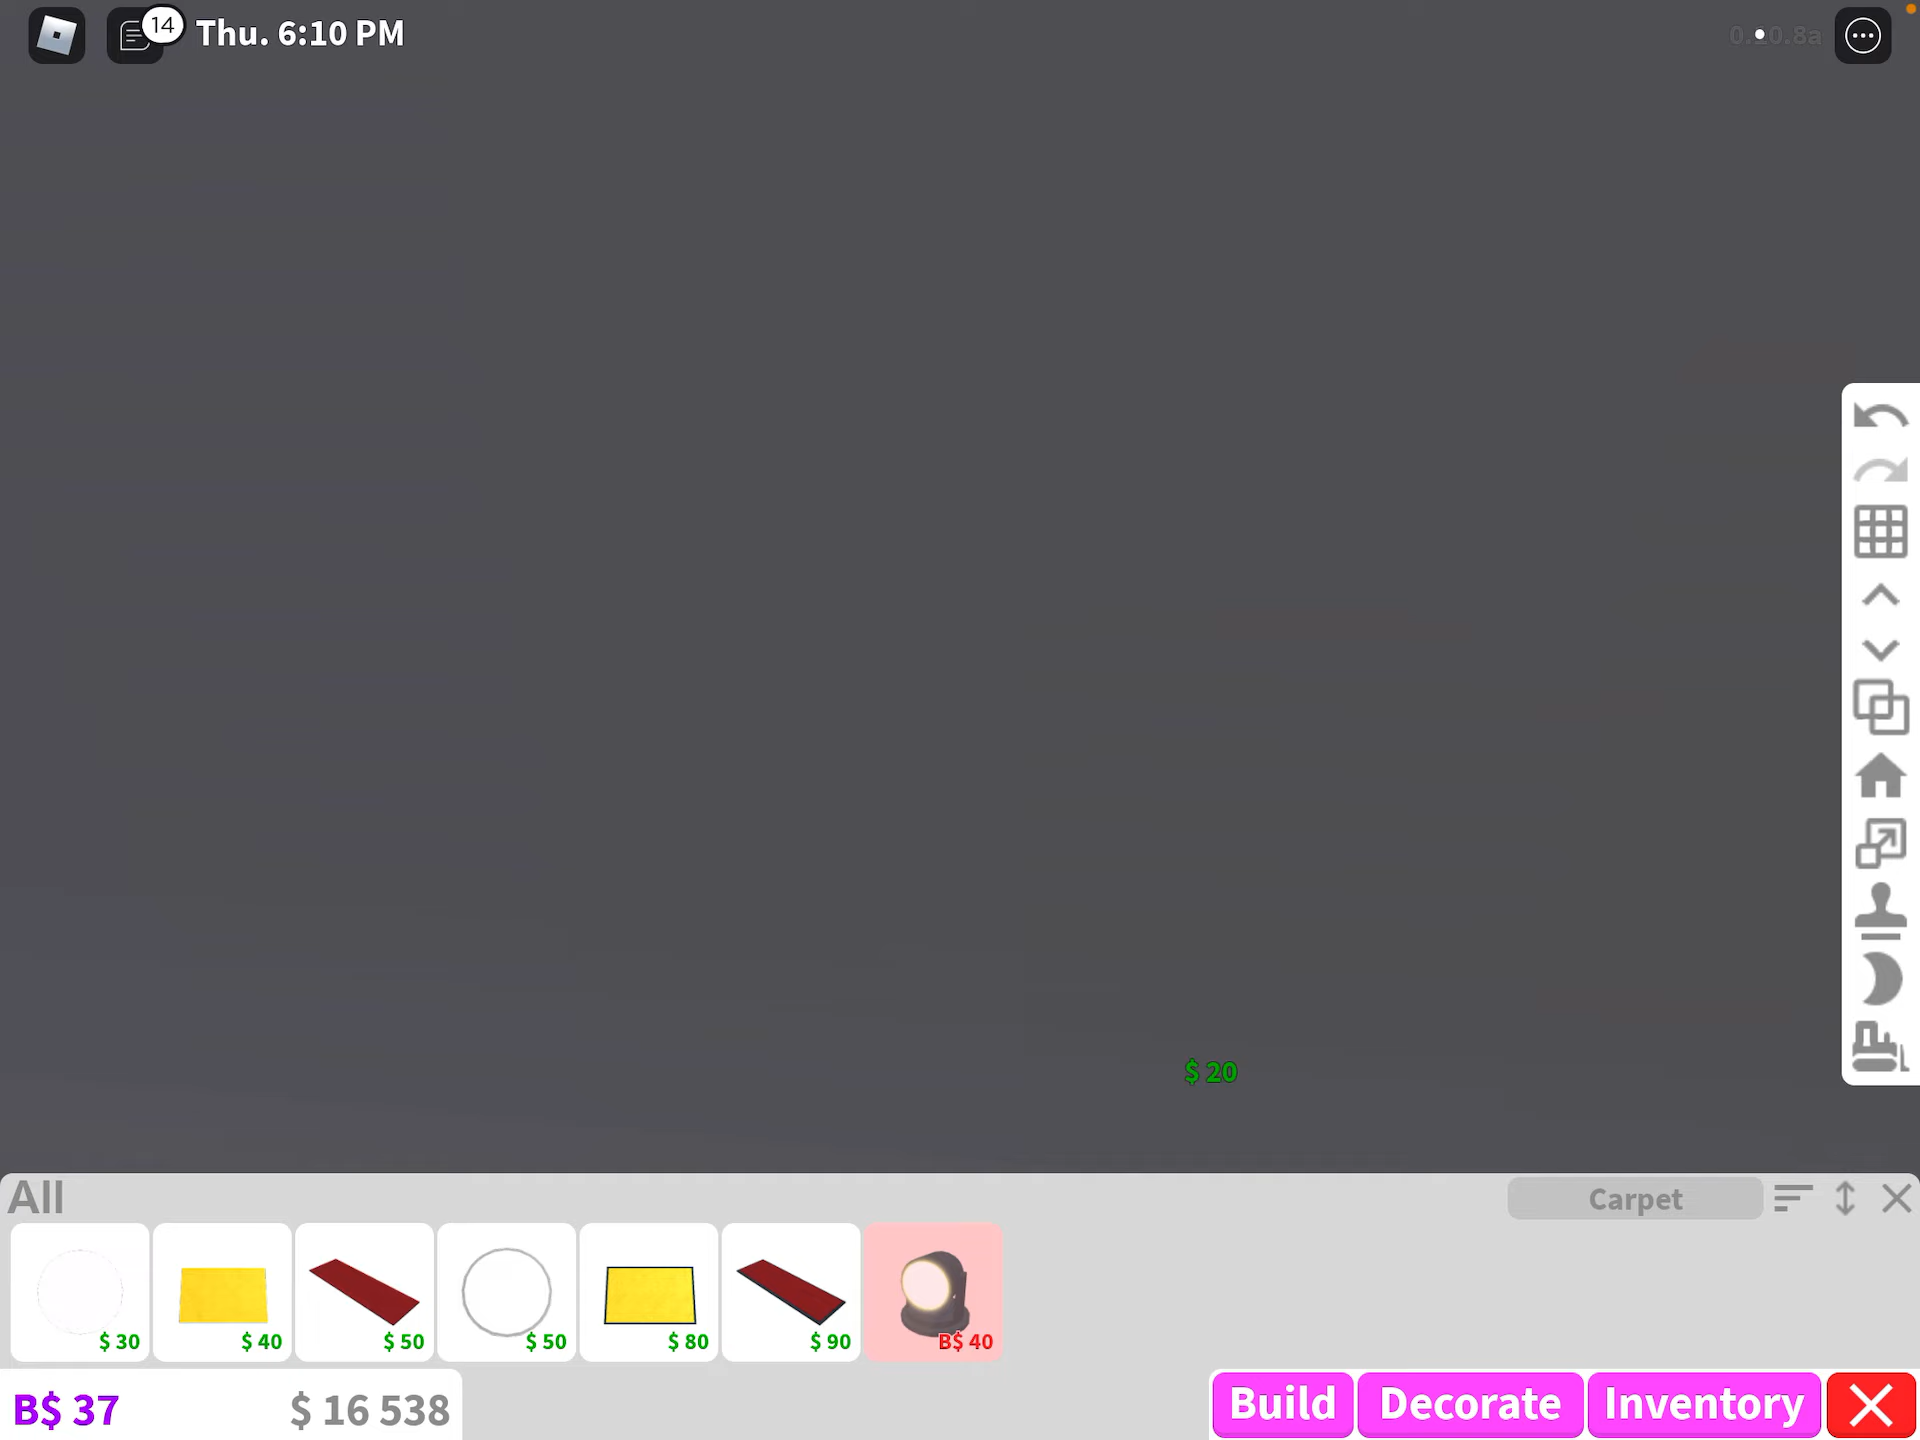 14
Thu. 6:10 PM
$ 20
All
Carpet
$ 30
$ 40
$ 50
$ 50
$ 80
$ 90
B$ 40
B$ 37
$ 16 538
Build
Decorate
Inventory